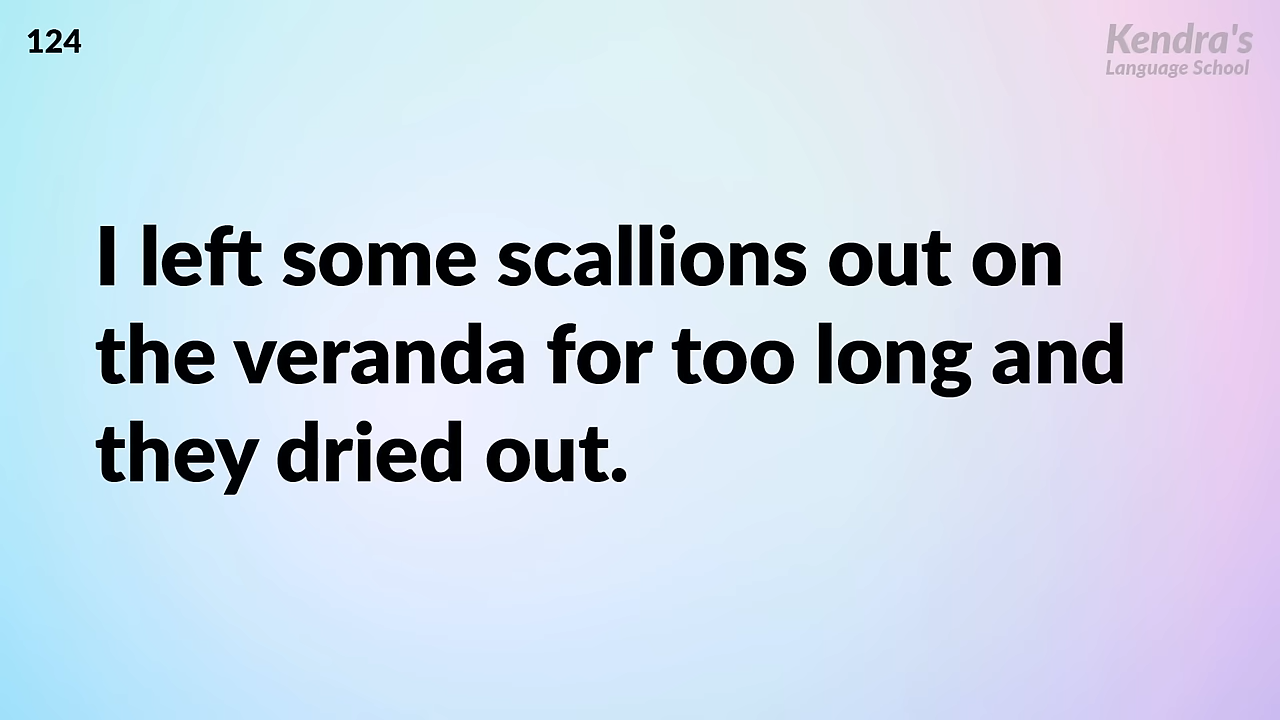 124
Kendra's
Language School
I left some scallions out on
the veranda for too long and
they dried out.